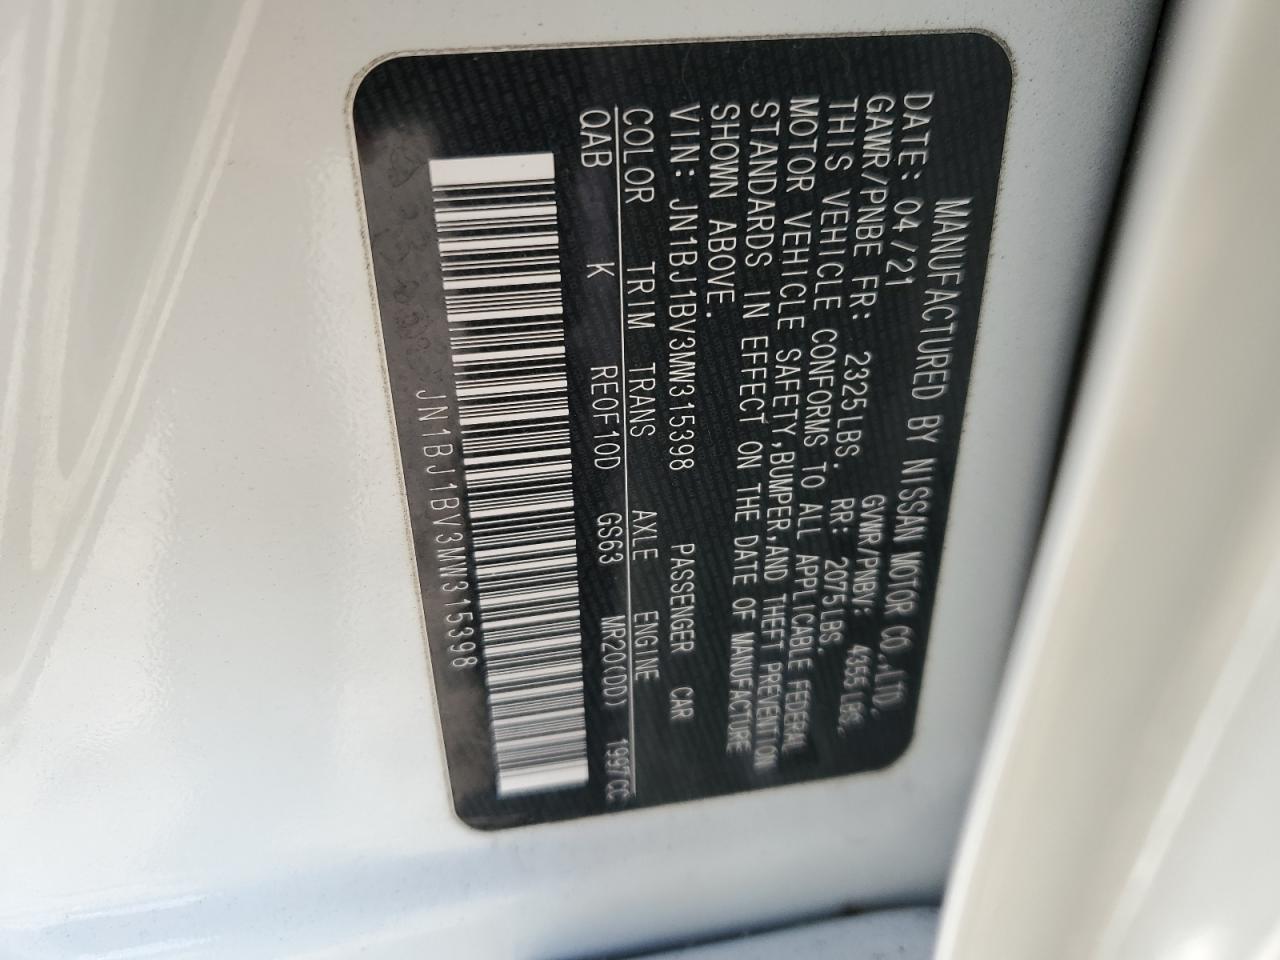 MANUFACTURED BY NISSAN MOTOR CO.,LTD.
DATE: 04/21 GVWR/PNBV: 4355LBS.
GAWR/PNBE FR: 2325LBS. RR: 2075LBS.
THIS VEHICLE CONFORMS TO ALL APPLICABLE FEDERAL
MOTOR VEHICLE SAFETY,BUMPER,AND THEFT PREVENTION
STANDARDS IN EFFECT ON THE DATE OF MANUFACTURE
SHOWN ABOVE.
VIN: JN1BJ1BV3MW315398 PASSENGER CAR
COLOR TRIM TRANS AXLE ENGINE
QAB K RE0F10D GS63 MR20(DD) 1997CC
JN1BJ1BV3MW315398